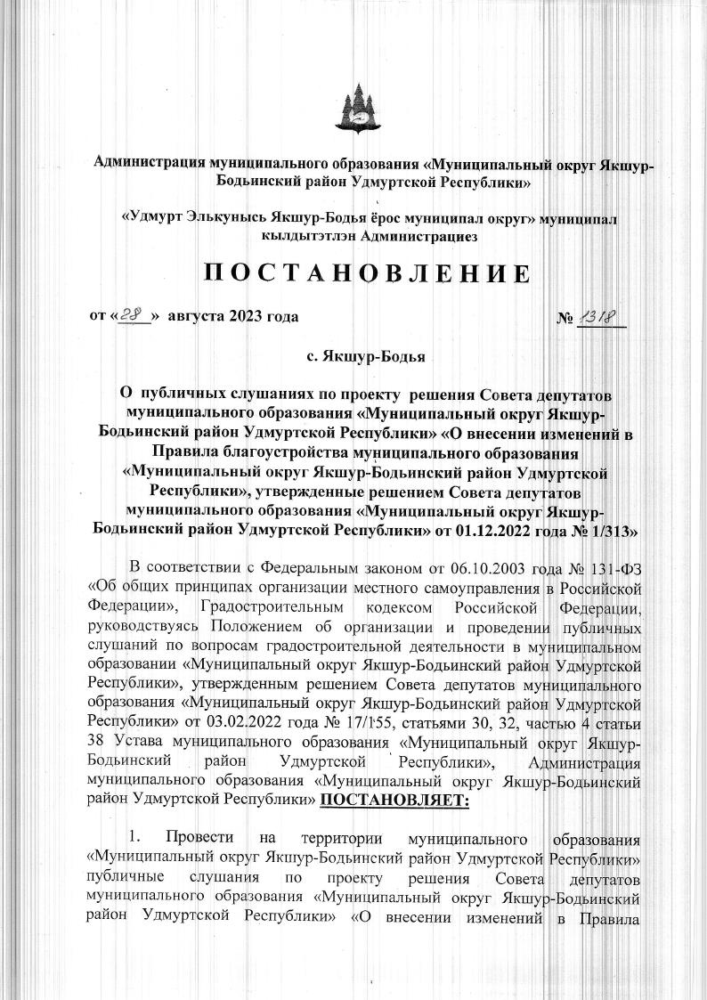 Администрация муниципального образования «Муниципальный округ Якшур-
Бодьинский район Удмуртской Республики»
«Удмурт Элькунысь Якшур-Бодья ёрос муниципал округ» муниципал
кылдытэтлэн Администрациез
ПОСТАНОВЛЕНИЕ
от «28» августа 2023 года № 1318
с. Якшур-Бодья
О публичных слушаниях по проекту решения Совета депутатов
муниципального образования «Муниципальный округ Якшур-
Бодьинский район Удмуртской Республики» «О внесении изменений в
Правила благоустройства муниципального образования
«Муниципальный округ Якшур-Бодьинский район Удмуртской
Республики», утвержденные решением Совета депутатов
муниципального образования «Муниципальный округ Якшур-
Бодьинский район Удмуртской Республики» от 01.12.2022 года № 1/313»
В соответствии с Федеральным законом от 06.10.2003 года № 131-ФЗ
«Об общих принципах организации местного самоуправления в Российской
Федерации», Градостроительным кодексом Российской Федерации,
руководствуясь Положением об организации и проведении публичных
слушаний по вопросам градостроительной деятельности в муниципальном
образовании «Муниципальный округ Якшур-Бодьинский район Удмуртской
Республики», утвержденным решением Совета депутатов муниципального
образования «Муниципальный округ Якшур-Бодьинский район Удмуртской
Республики» от 03.02.2022 года № 17/155, статьями 30, 32, частью 4 статьи
38 Устава муниципального образования «Муниципальный округ Якшур-
Бодьинский район Удмуртской Республики», Администрация
муниципального образования «Муниципальный округ Якшур-Бодьинский
район Удмуртской Республики» ПОСТАНОВЛЯЕТ:
1. Провести на территории муниципального образования
«Муниципальный округ Якшур-Бодьинский район Удмуртской Республики»
публичные слушания по проекту решения Совета депутатов
муниципального образования «Муниципальный округ Якшур-Бодьинский
район Удмуртской Республики» «О внесении изменений в Правила